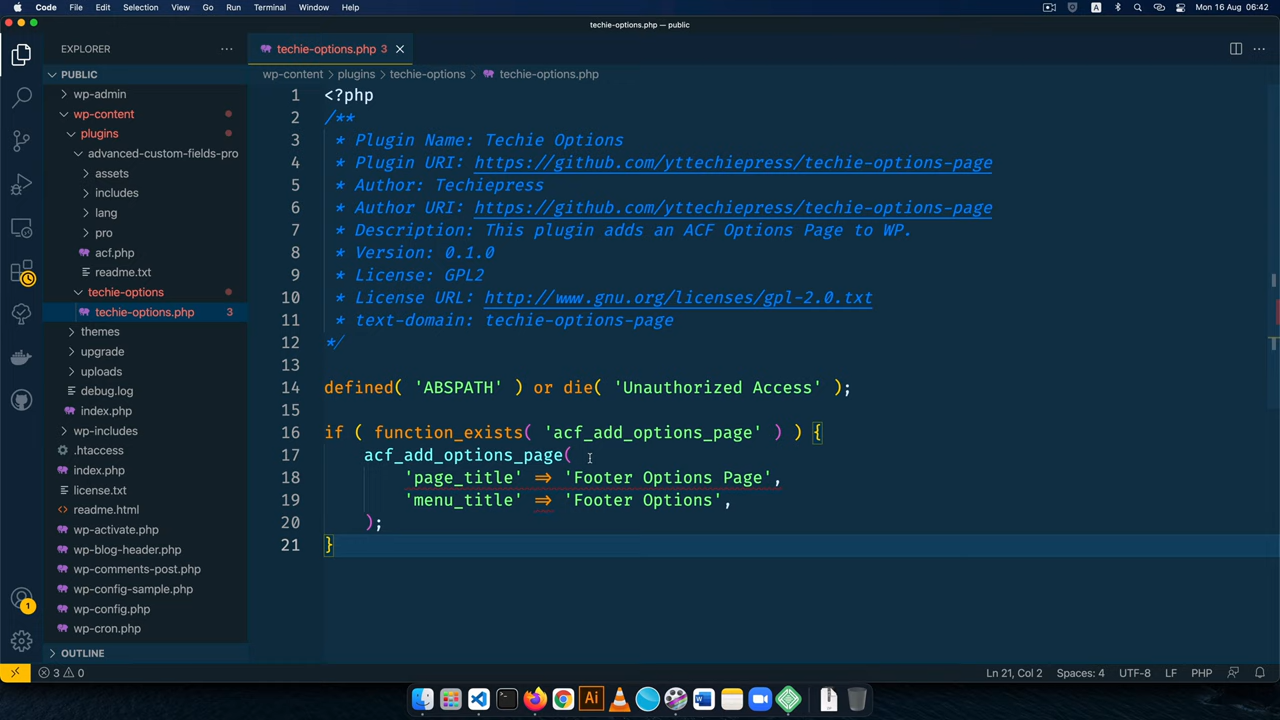 Code File Edit Selection View Go Run Terminal Window Help A Mon 16 Aug 06:42
techie-options.php — public
EXPLORER
techie-options.php 3
PUBLIC
wp-content > plugins > techie-options > techie-options.php
wp-admin
wp-content
plugins
advanced-custom-fields-pro
assets
includes
lang
pro
acf.php
readme.txt
techie-options
techie-options.php 3
themes
upgrade
uploads
debug.log
index.php
wp-includes
.htaccess
index.php
license.txt
readme.html
wp-activate.php
wp-blog-header.php
wp-comments-post.php
wp-config-sample.php
wp-config.php
wp-cron.php
OUTLINE
1 <?php
2 /**
3 * Plugin Name: Techie Options
4 * Plugin URI: https://github.com/yttechiepress/techie-options-page
5 * Author: Techiepress
6 * Author URI: https://github.com/yttechiepress/techie-options-page
7 * Description: This plugin adds an ACF Options Page to WP.
8 * Version: 0.1.0
9 * License: GPL2
10 * License URL: http://www.gnu.org/licenses/gpl-2.0.txt
11 * text-domain: techie-options-page
12 */
13
14 defined( 'ABSPATH' ) or die( 'Unauthorized Access' );
15
16 if ( function_exists( 'acf_add_options_page' ) ) {
17 acf_add_options_page(
18 'page_title' => 'Footer Options Page',
19 'menu_title' => 'Footer Options',
20 );
21 }
1
3 0
Ln 21, Col 2 Spaces: 4 UTF-8 LF PHP
Ai W